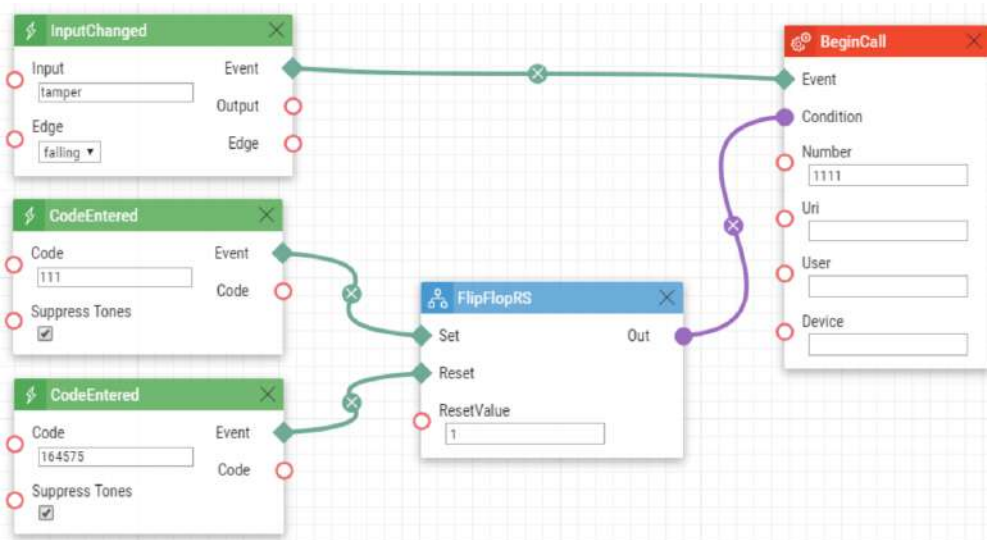 InputChanged
Input
Event
tamper
Output
Edge
Edge
falling
CodeEntered
Code
Event
111
Code
Suppress Tones
CodeEntered
Code
Event
164575
Code
Suppress Tones
FlipFlopRS
Set
Out
Reset
ResetValue
1
BeginCall
Event
Condition
Number
1111
Uri
User
Device